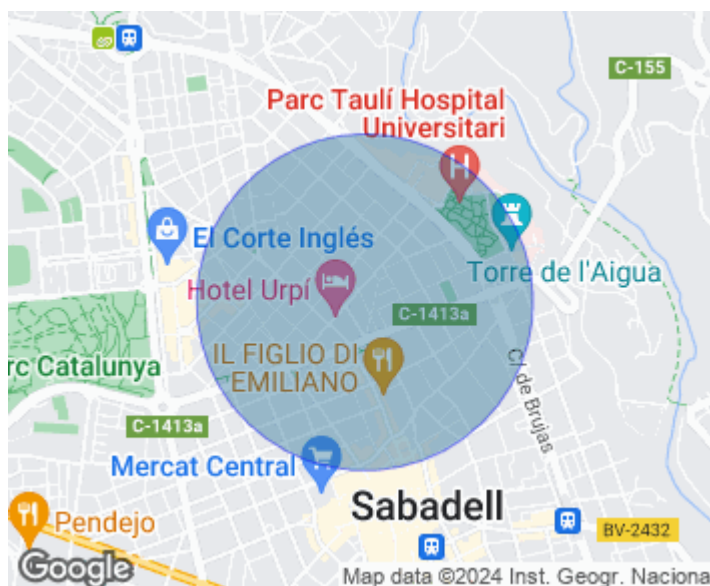 C-155
Parc Taulí Hospital
Universitari
H
El Corte Inglés
Torre de l'Aigua
Hotel Urpí
C-1413a
IL FIGLIO DI
EMILIANO
rc Catalunya
C-1413a
Cl de Brujas
Mercat Central
Sabadell
Pendejo
BV-2432
Google
Map data ©2024 Inst. Geogr. Naciona